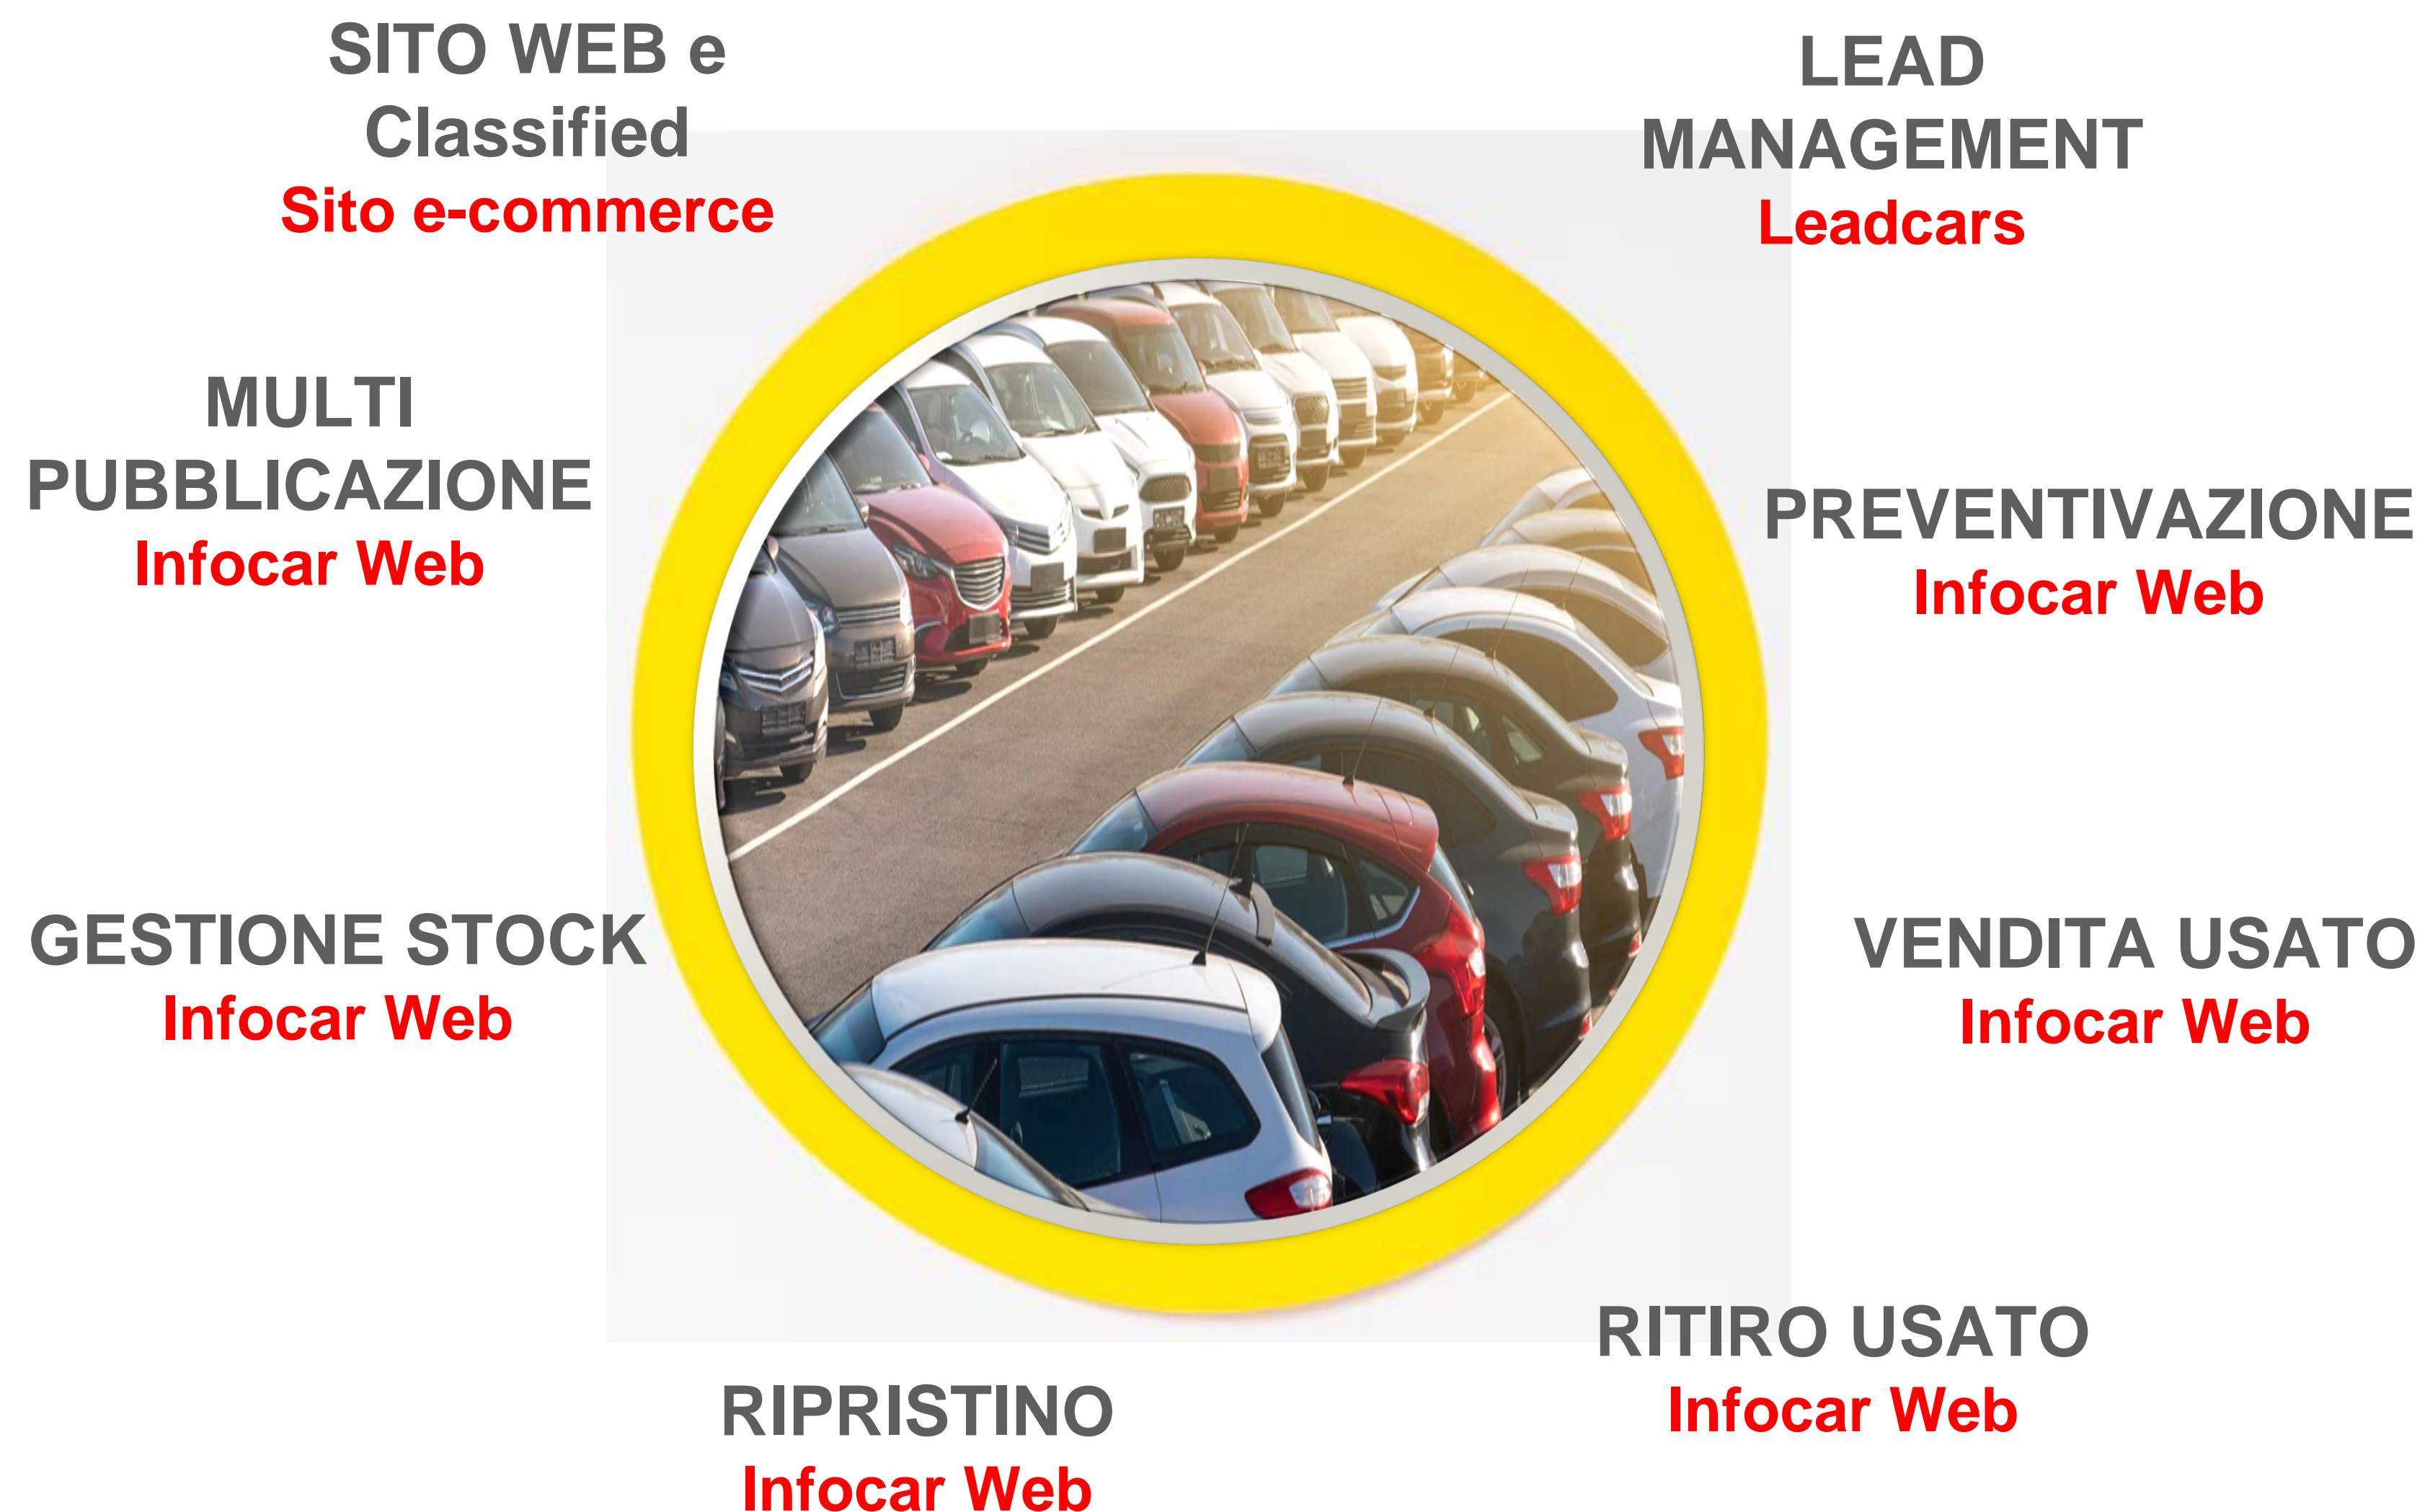 SITO WEB e
Classified
Sito e-commerce
LEAD
MANAGEMENT
Leadcars
MULTI
PUBBLICAZIONE
Infocar Web
PREVENTIVAZIONE
Infocar Web
GESTIONE STOCK
Infocar Web
VENDITA USATO
Infocar Web
RITIRO USATO
Infocar Web
RIPRISTINO
Infocar Web